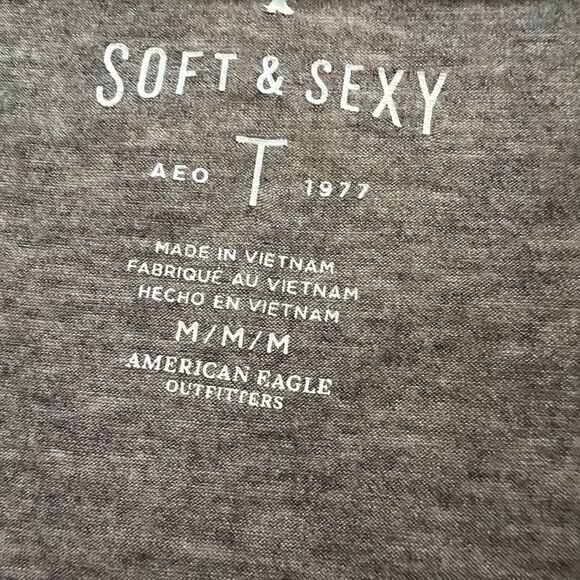 SOFT & SEXY
AEO T 1977
MADE IN VIETNAM
FABRIQUÉ AU VIETNAM
HECHO EN VIETNAM
M/M/M
AMERICAN EAGLE
OUTFITTERS